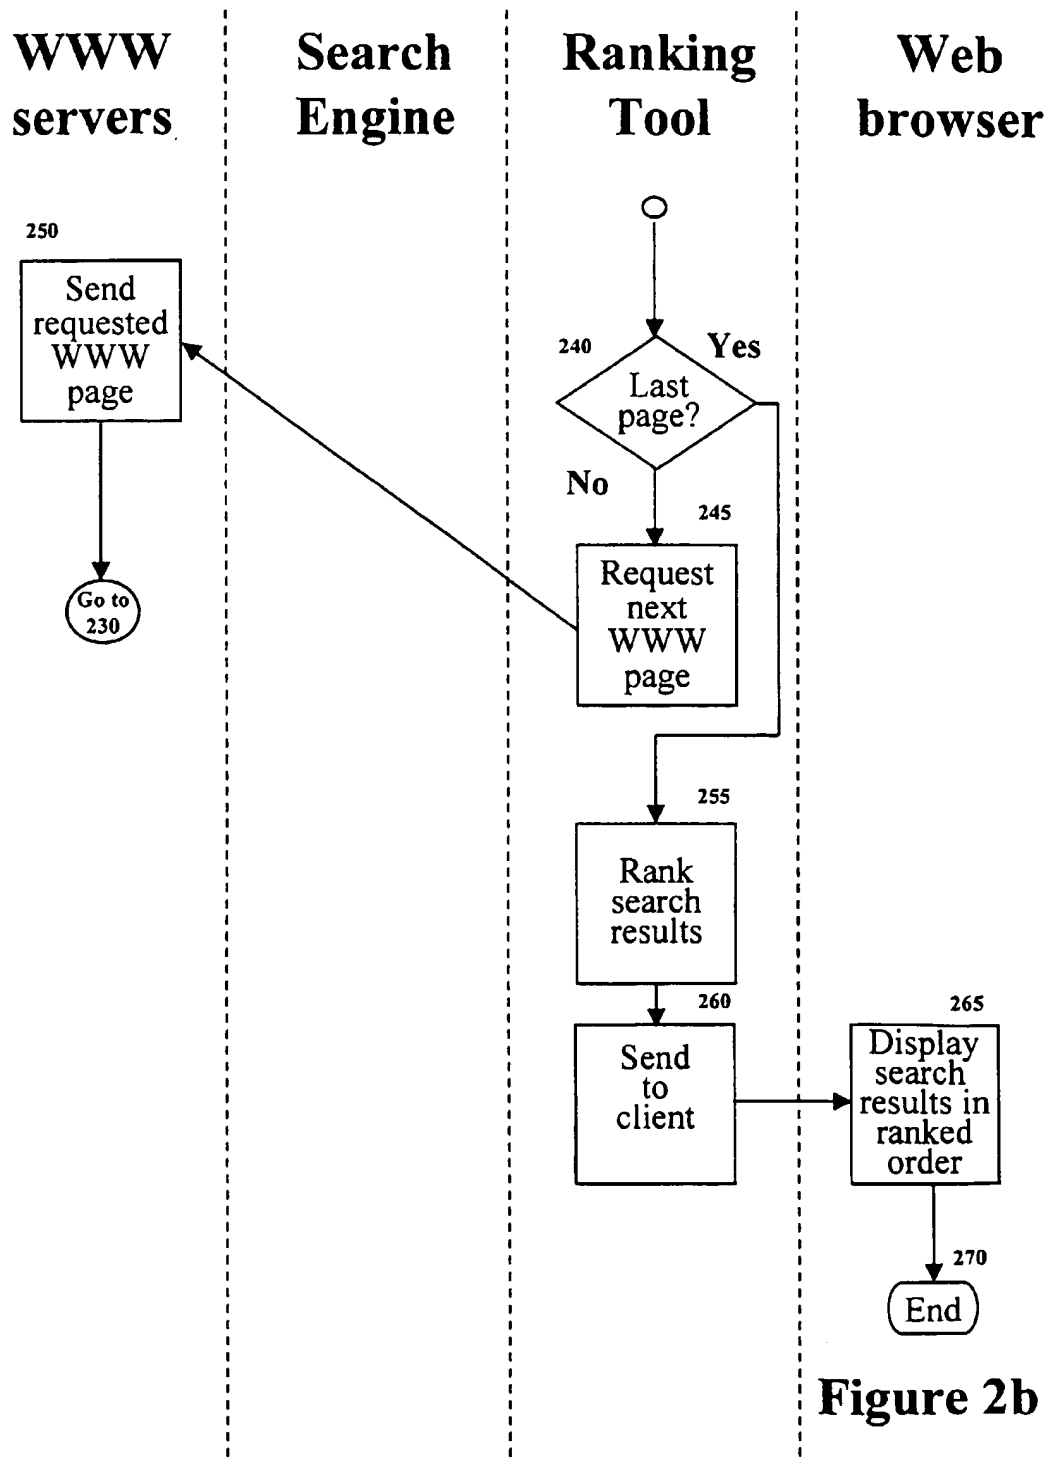 WWW
servers
Search
Engine
Ranking
Tool
Web
browser
250
Send
requested
WWW
page
Go to
230
240
Yes
Last
page?
No
245
Request
next
WWW
page
255
Rank
search
results
260
Send
to
client
265
Display
search
results in
ranked
order
270
End
Figure 2b